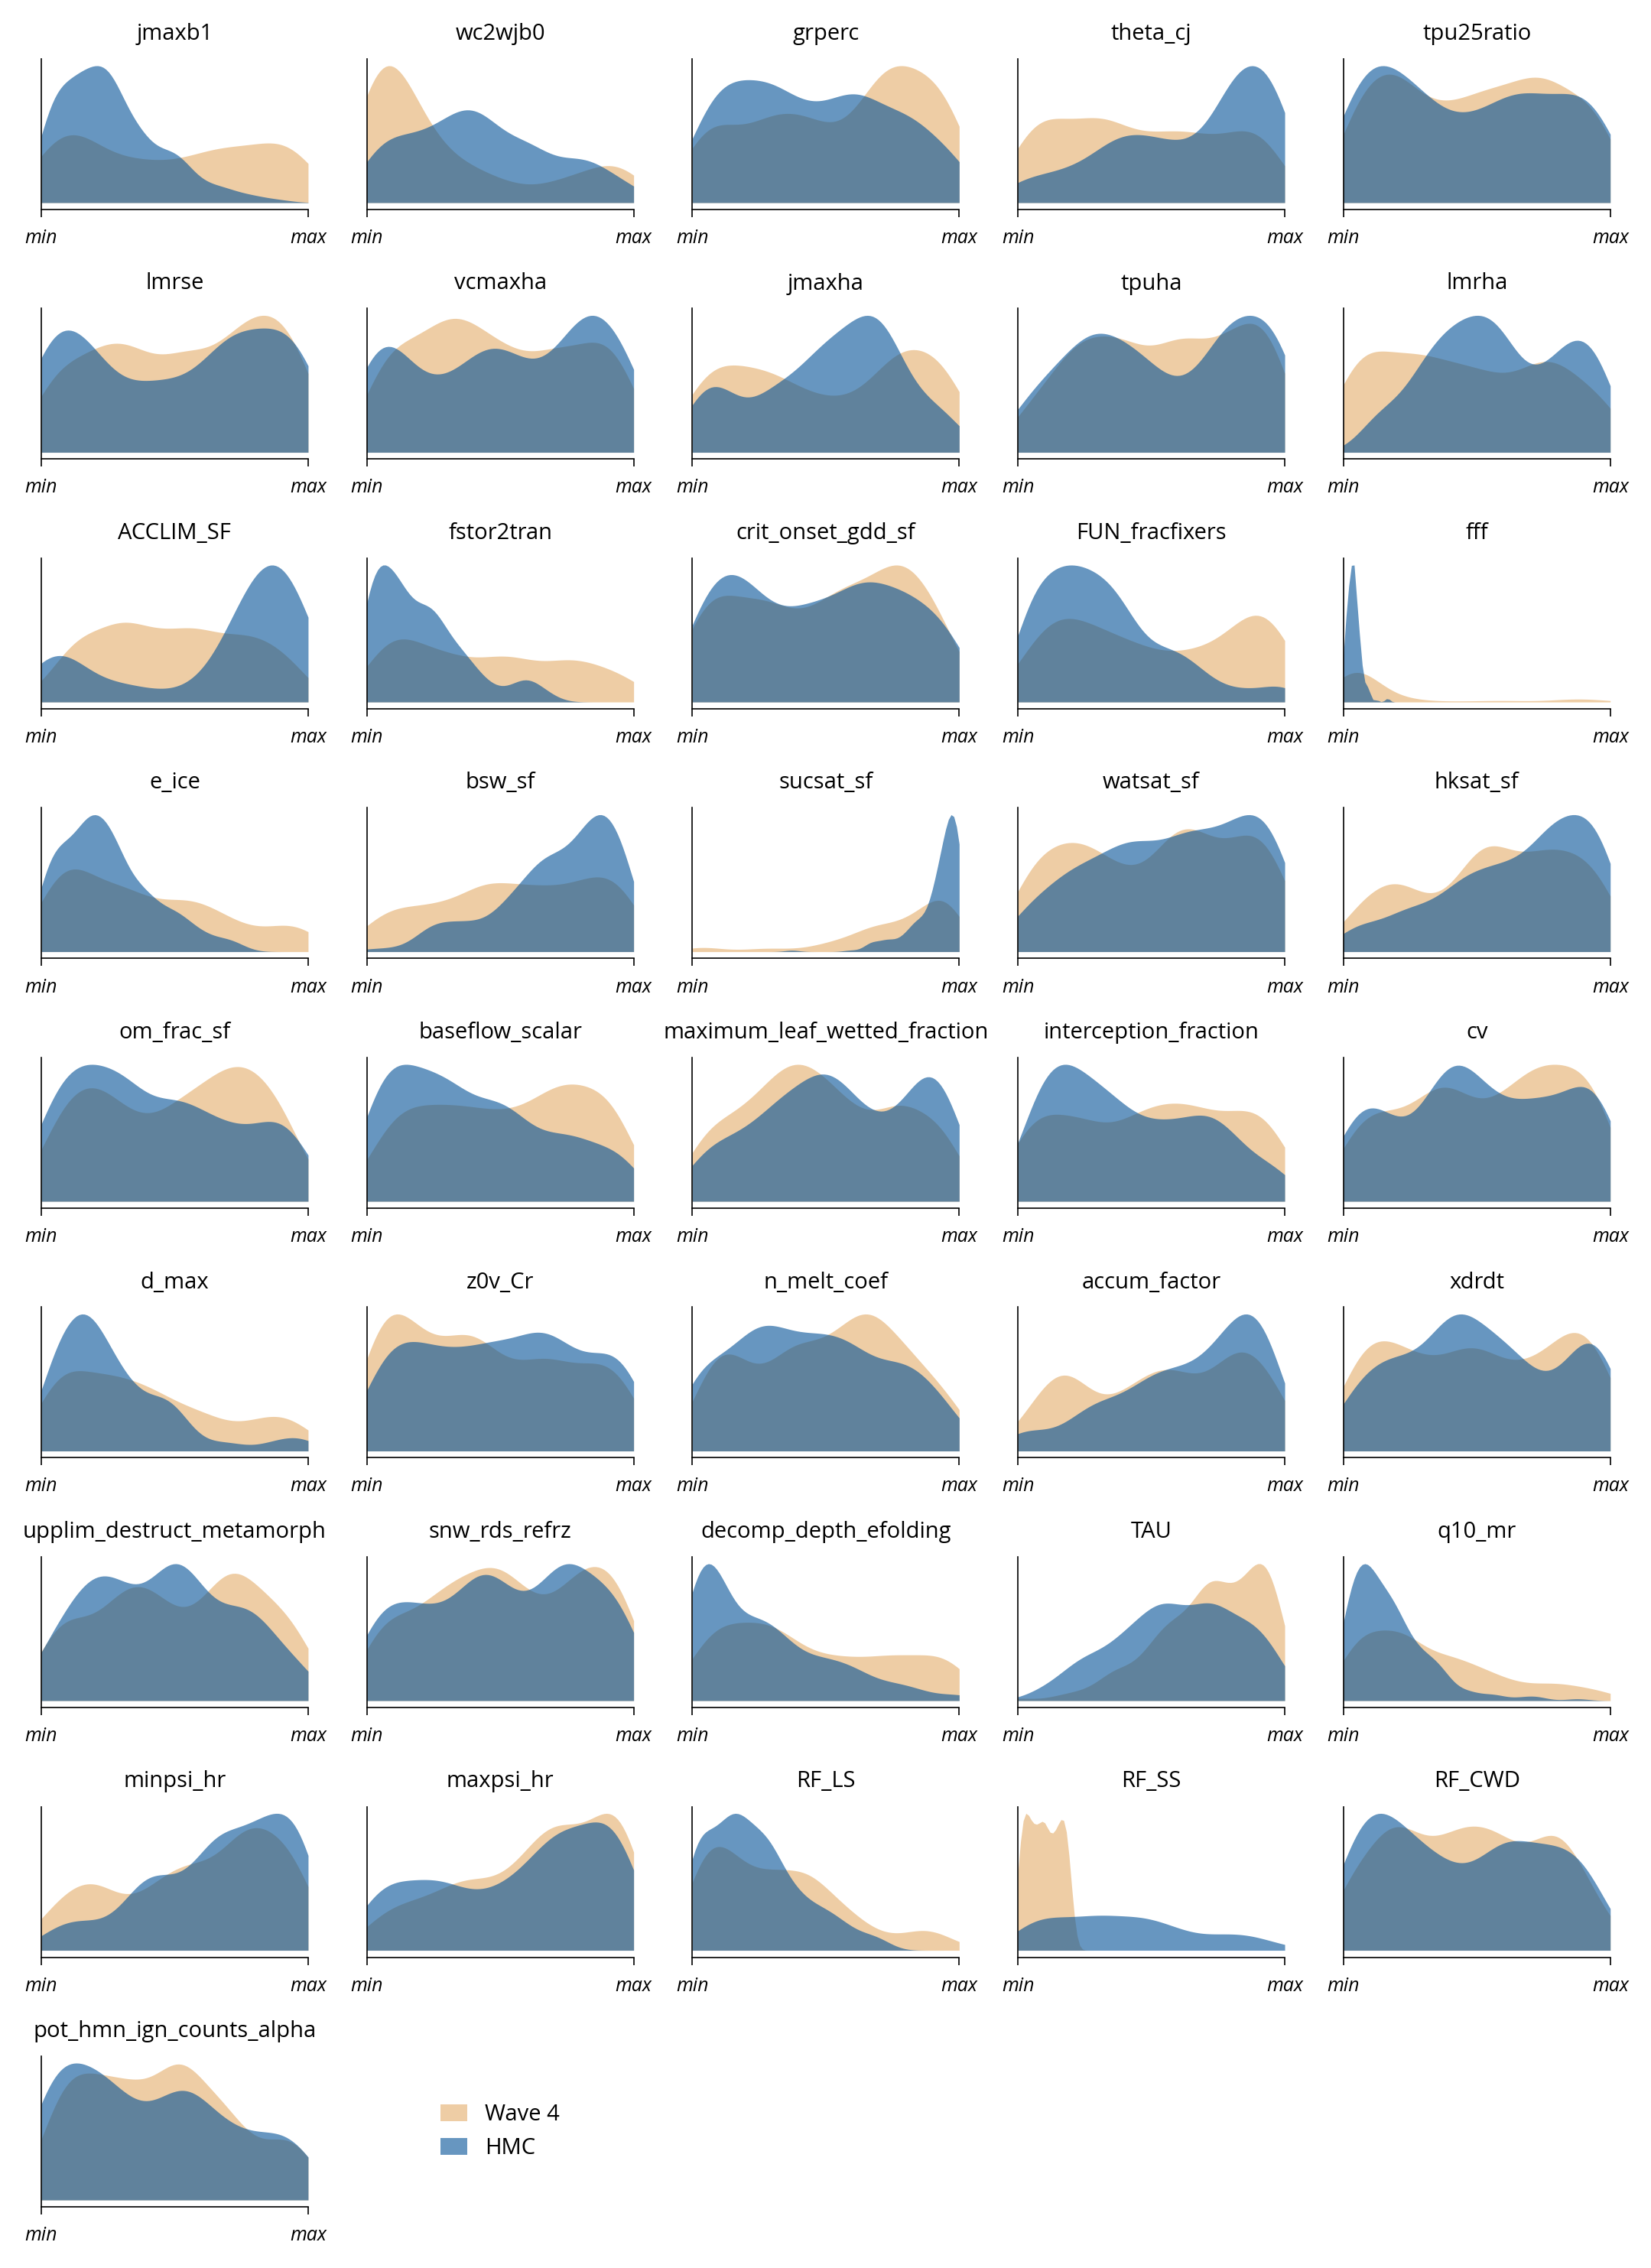 jmaxb1 wc2wjb0 grperc theta_cj tpu25ratio
min max min max min max min max min max
lmrse vcmaxha jmaxha tpuha lmrha
min max min max min max min max min max
ACCLIM_SF fstor2tran crit_onset_gdd_sf FUN_fracfixers fff
min max min max min max min max min max
e_ice bsw_sf sucsat_sf watsat_sf hksat_sf
min max min max min max min max min max
om_frac_sf baseflow_scalar maximum_leaf_wetted_fraction interception_fraction cv
min max min max min max min max min max
d_max z0v_Cr n_melt_coef accum_factor xdrdt
min max min max min max min max min max
upplim_destruct_metamorph snw_rds_refrz decomp_depth_efolding TAU q10_mr
min max min max min max min max min max
minpsi_hr maxpsi_hr RF_LS RF_SS RF_CWD
min max min max min max min max min max
pot_hmn_ign_counts_alpha
Wave 4
HMC
min max